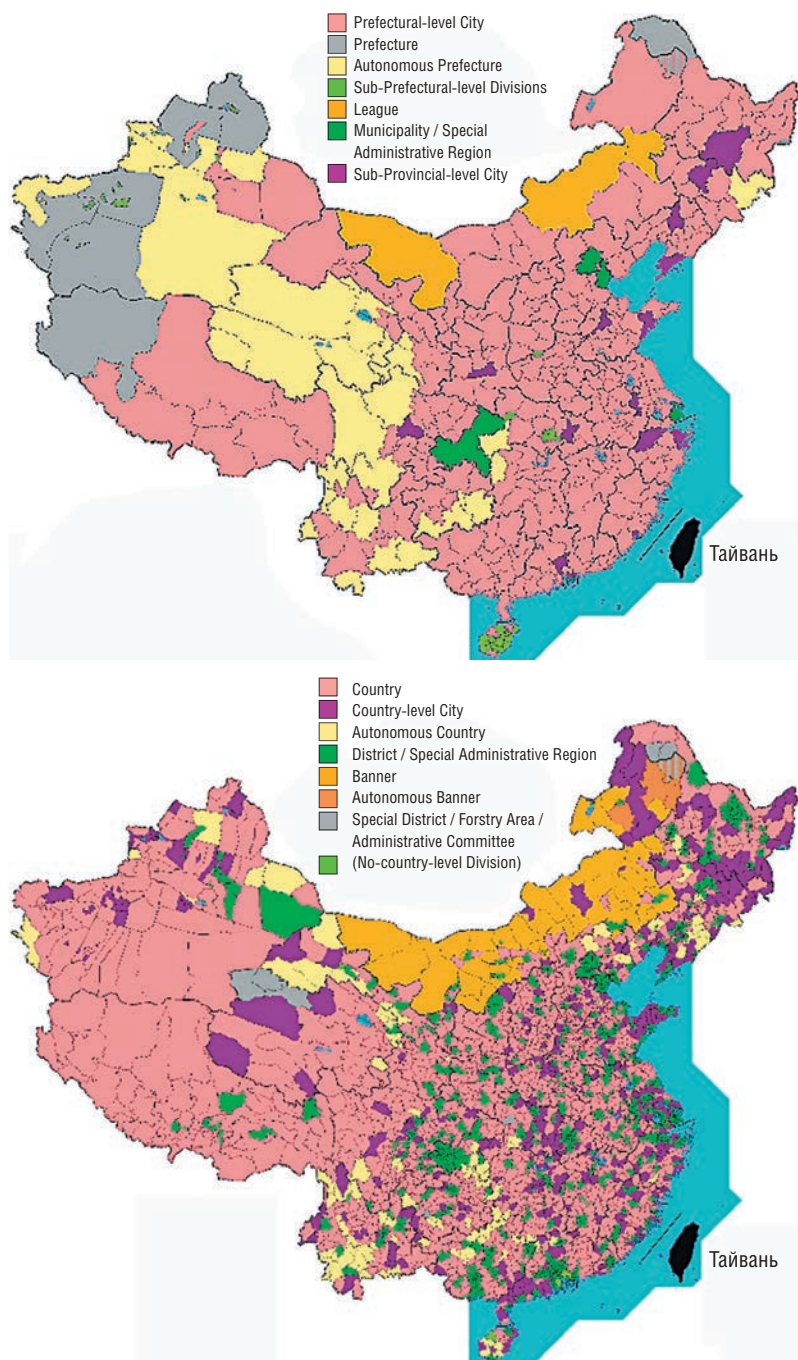 Prefectural-level City
Prefecture
Autonomous Prefecture
Sub-Prefectural-level Divisions
League
Municipality / Special
Administrative Region
Sub-Provincial-level City
Тайвань
Country
Country-level City
Autonomous Country
District / Special Administrative Region
Banner
Autonomous Banner
Special District / Forstry Area /
Administrative Committee
(No-country-level Division)
Тайвань